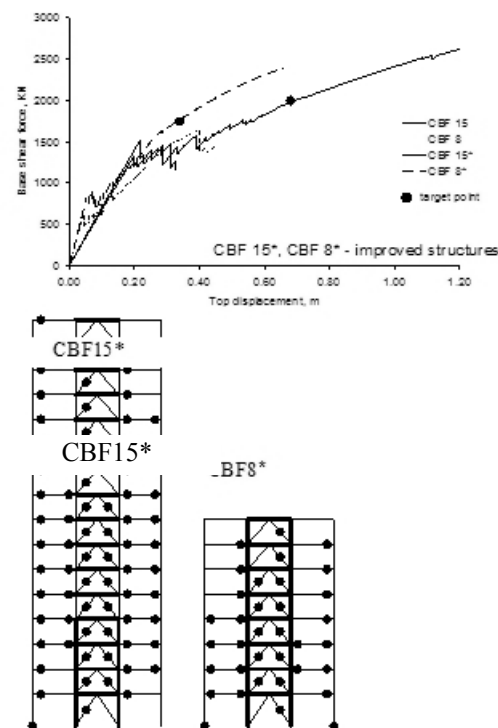 3000
2500
2000
1500
1000
500
0
Base shear force, KN
0.00 0.20 0.40 0.60 0.80 1.00 1.20
Top displacement, m
CBF 15
CBF 8
CBF 15*
CBF 8*
target point
CBF 15*, CBF 8* - improved structures
CBF15*
CBF15*
BF8*